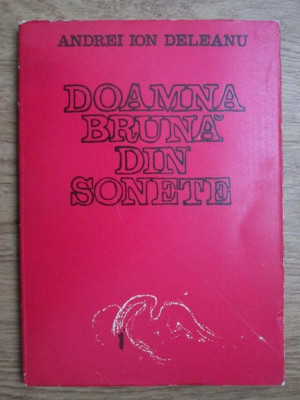 ANDREI ION DELEANU
DOAMNA
BRUNĂ
DIN
SONETE